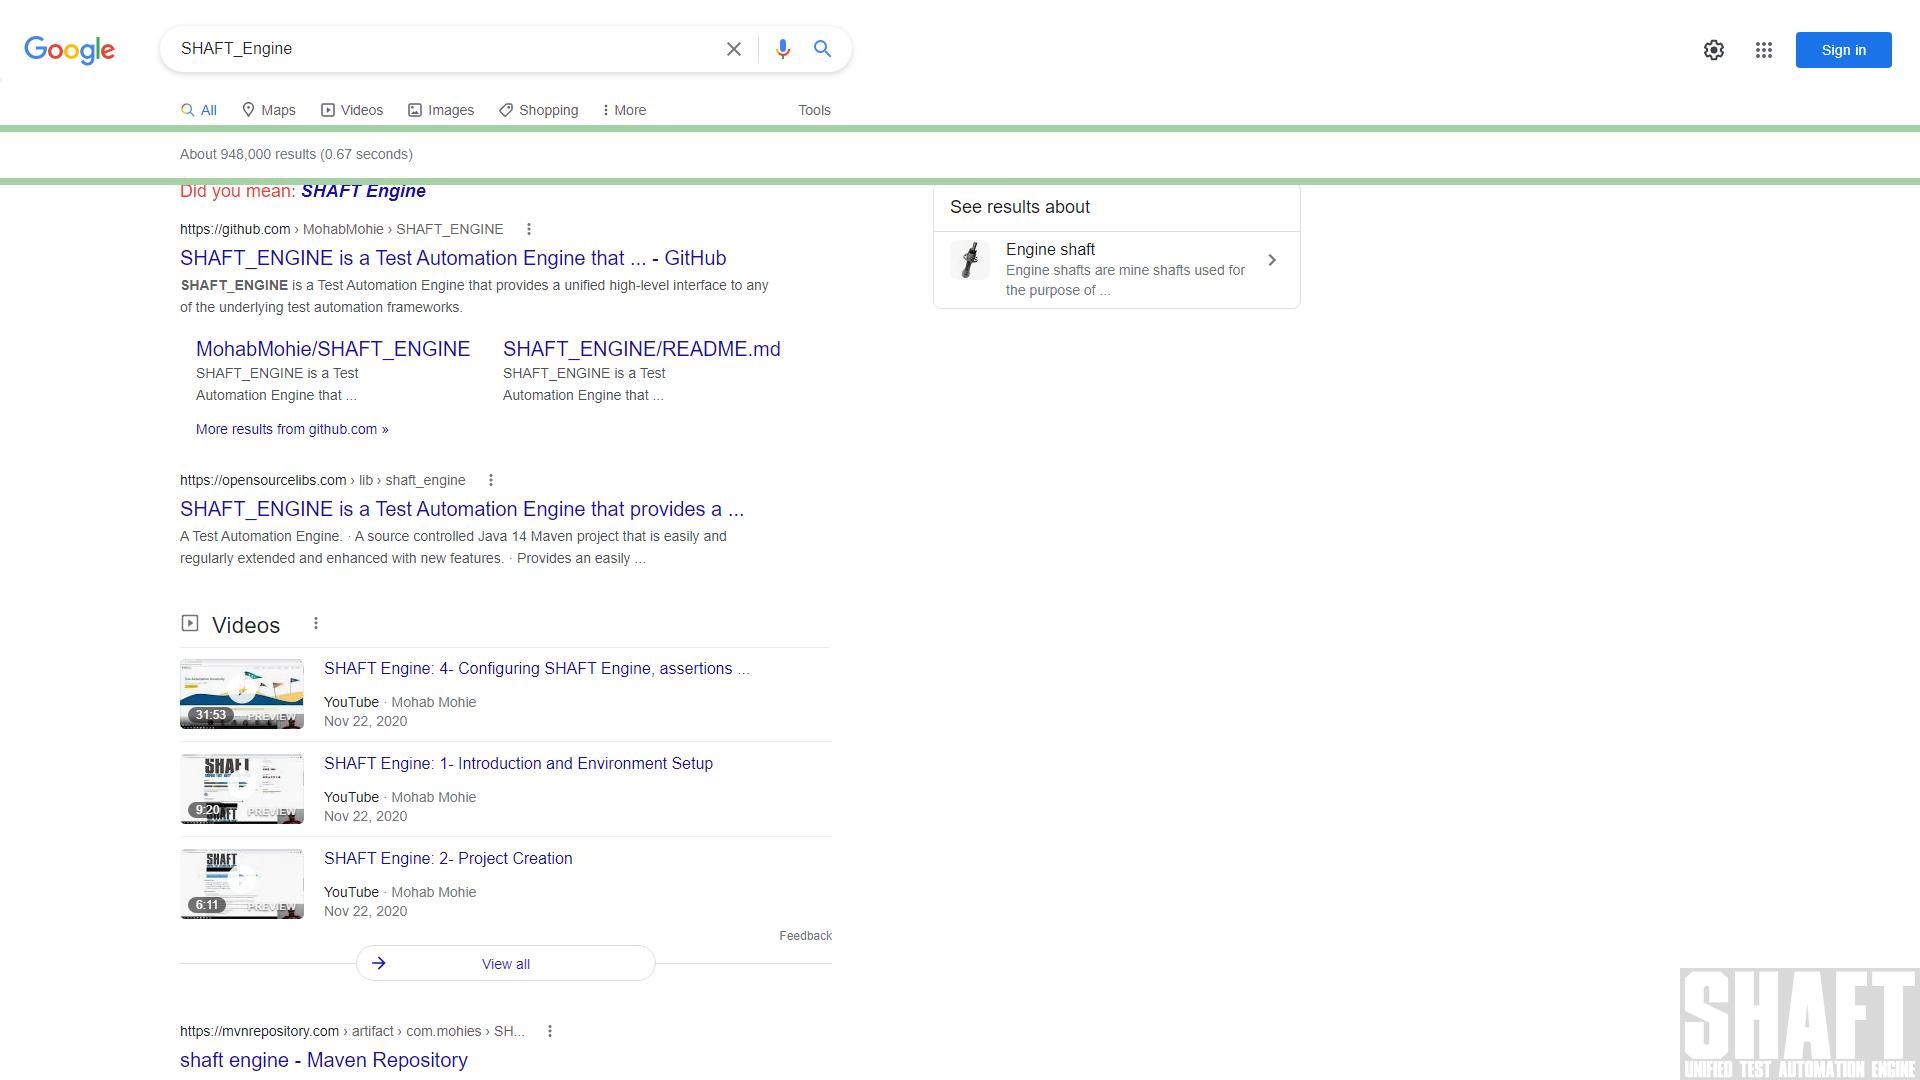 Google
SHAFT_Engine
Sign in
All
Maps
Videos
Images
Shopping
More
Tools
About 948,000 results (0.67 seconds)
Did you mean: SHAFT Engine
https://github.com › MohabMohie › SHAFT_ENGINE
SHAFT_ENGINE is a Test Automation Engine that ... - GitHub
SHAFT_ENGINE is a Test Automation Engine that provides a unified high-level interface to any
of the underlying test automation frameworks.
MohabMohie/SHAFT_ENGINE
SHAFT_ENGINE is a Test
Automation Engine that ...
SHAFT_ENGINE/README.md
SHAFT_ENGINE is a Test
Automation Engine that ...
More results from github.com »
https://opensourcelibs.com › lib › shaft_engine
SHAFT_ENGINE is a Test Automation Engine that provides a ...
A Test Automation Engine. · A source controlled Java 14 Maven project that is easily and
regularly extended and enhanced with new features. · Provides an easily ...
Videos
31:53
PREVIEW
SHAFT Engine: 4- Configuring SHAFT Engine, assertions ...
YouTube · Mohab Mohie
Nov 22, 2020
SHAFT
9:20
PREVIEW
SHAFT
SHAFT Engine: 1- Introduction and Environment Setup
YouTube · Mohab Mohie
Nov 22, 2020
SHAFT
6:11
PREVIEW
SHAFT Engine: 2- Project Creation
YouTube · Mohab Mohie
Nov 22, 2020
Feedback
View all
https://mvnrepository.com › artifact › com.mohies › SH...
shaft engine - Maven Repository
See results about
Engine shaft
Engine shafts are mine shafts used for
the purpose of ...
SHAFT
UNIFIED TEST AUTOMATION ENGINE